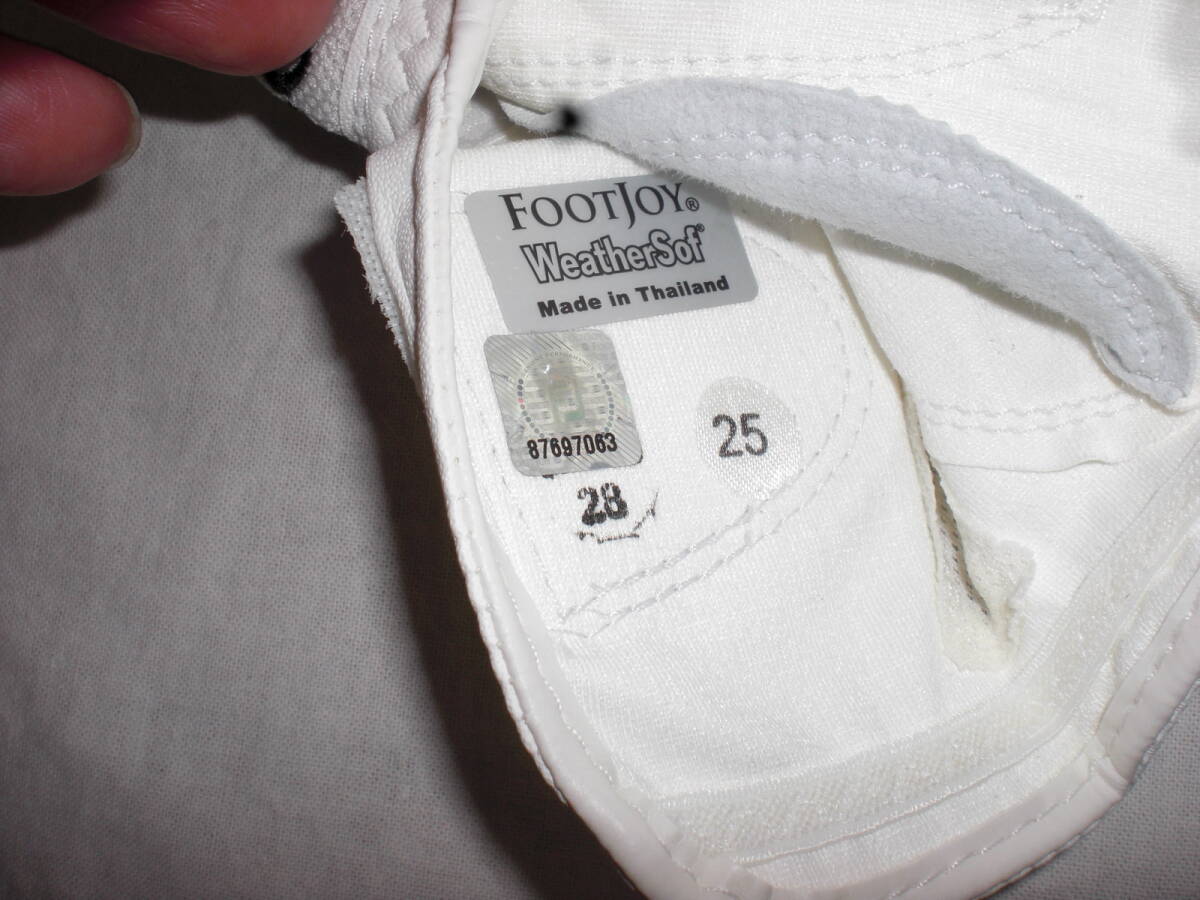 FOOTJOY®
WeatherSof®
Made in Thailand
87697063
25
28